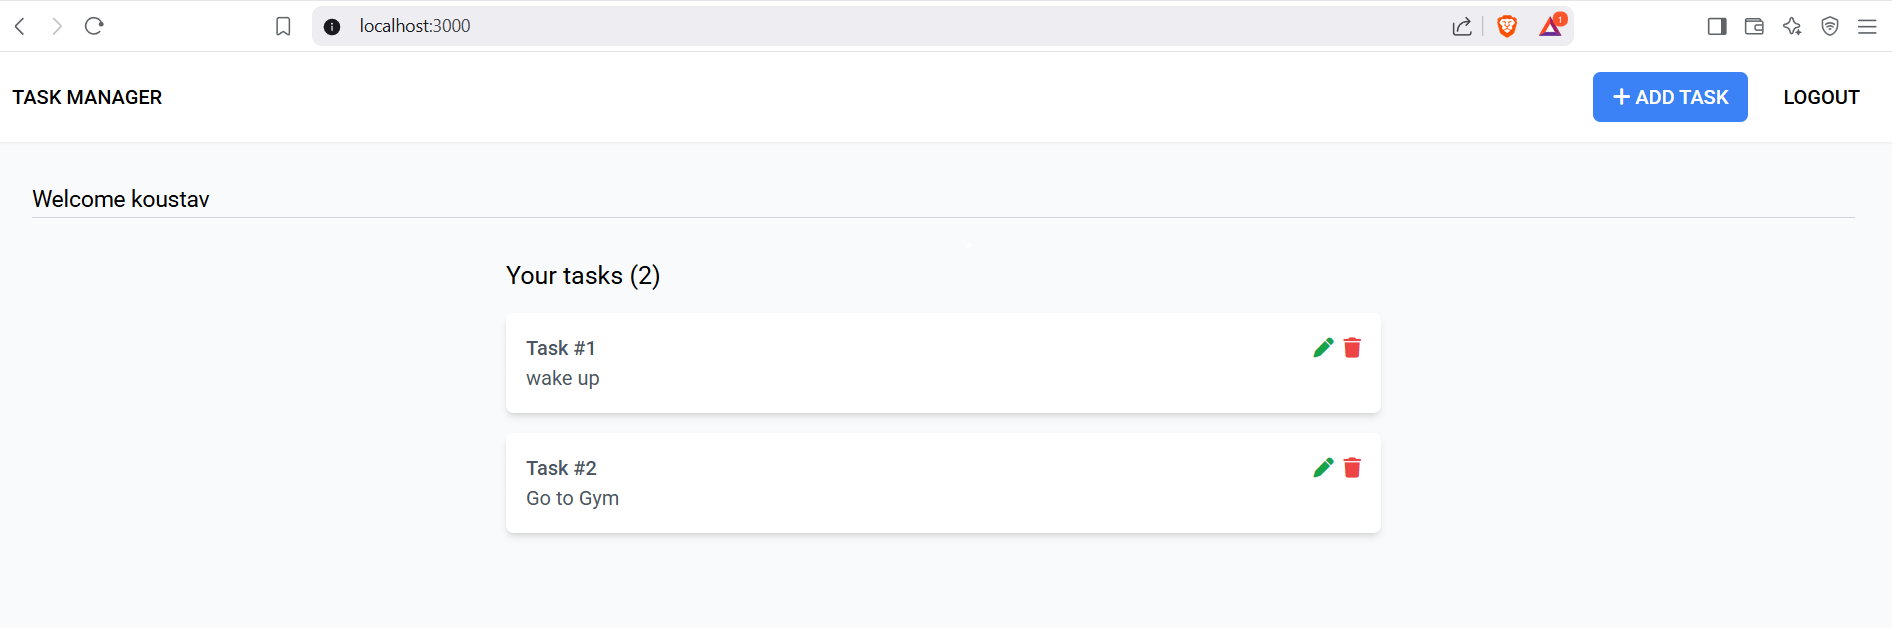 localhost:3000
1
TASK MANAGER
+ ADD TASK
LOGOUT
Welcome koustav
Your tasks (2)
Task #1
wake up
Task #2
Go to Gym